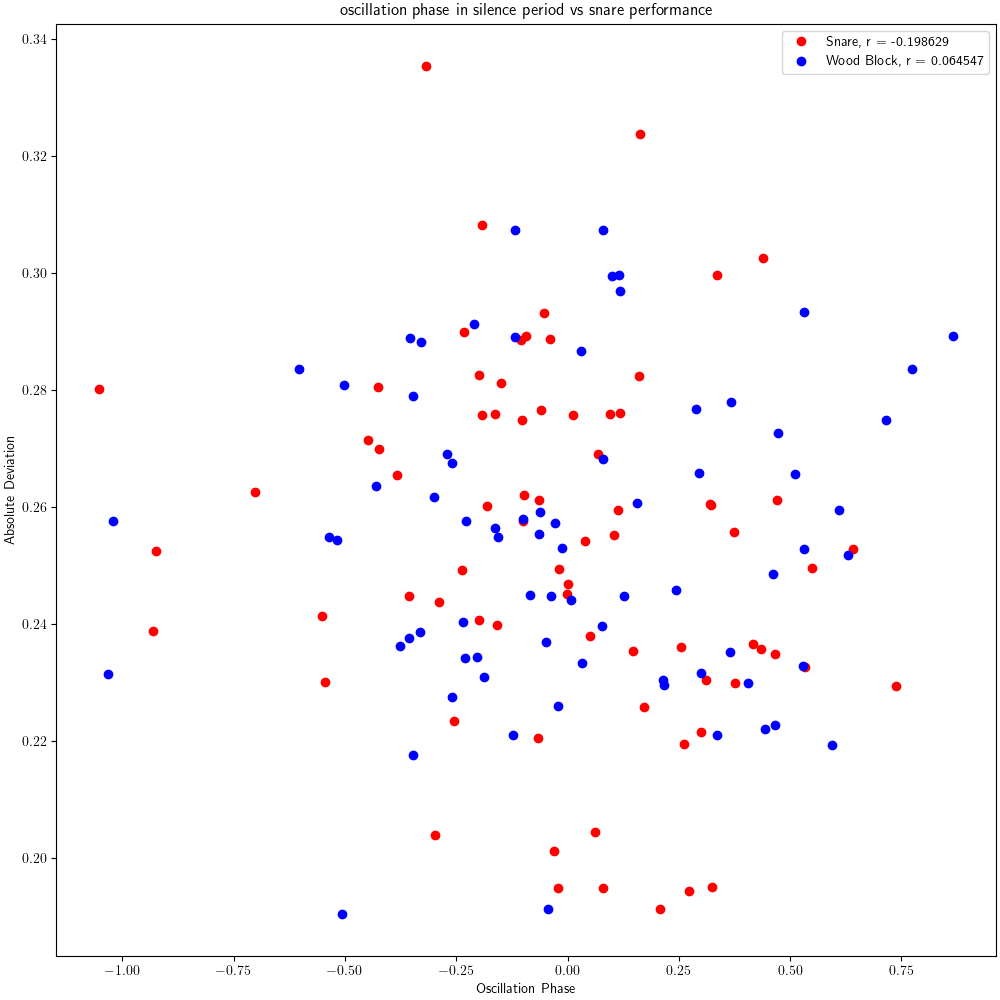 oscillation phase in silence period vs snare performance
Snare, r = -0.198629
Wood Block, r = 0.064547
0.34
0.32
0.30
0.28
0.26
0.24
0.22
0.20
Absolute Deviation
−1.00 −0.75 −0.50 −0.25 0.00 0.25 0.50 0.75
Oscillation Phase